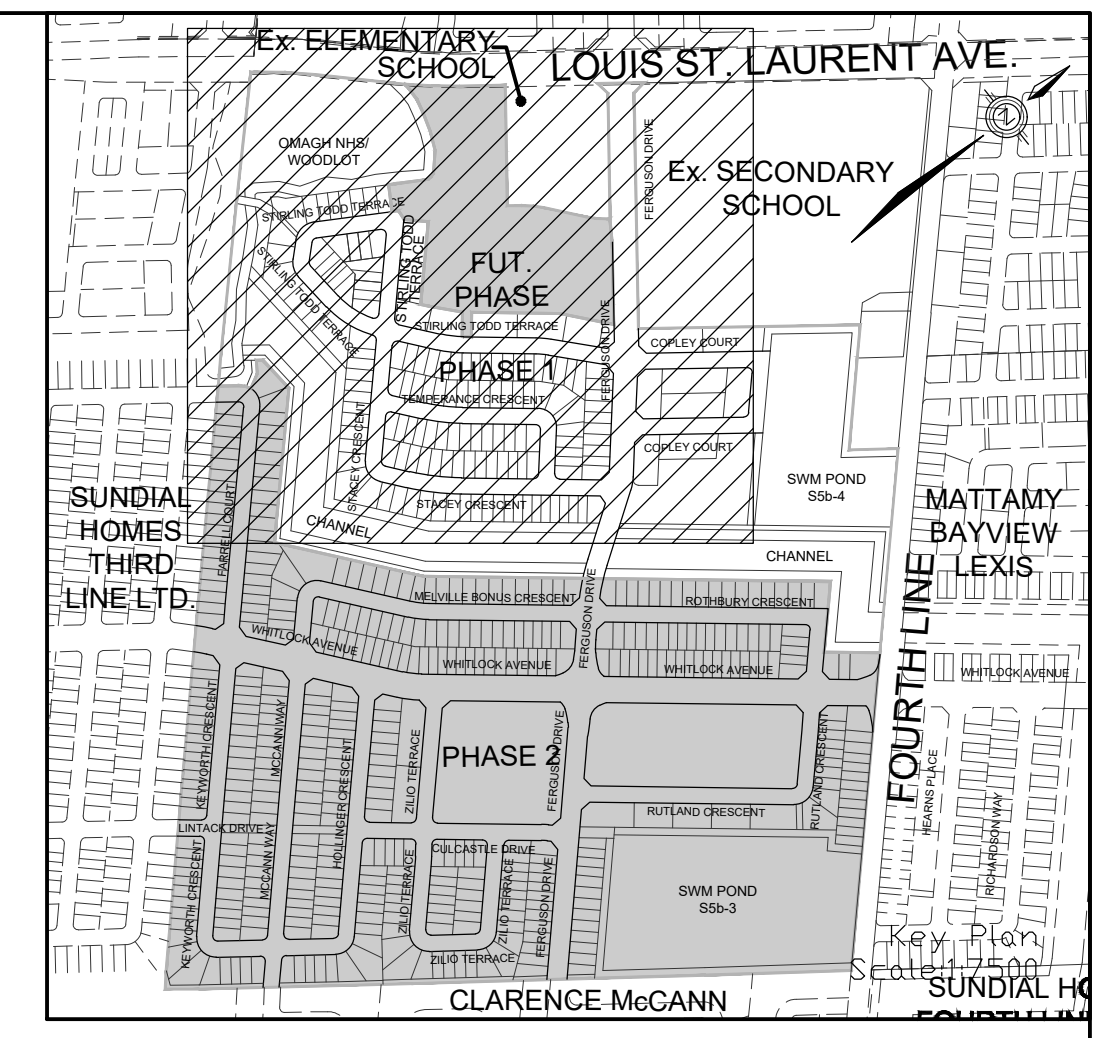 Ex. ELEMENTARY
SCHOOL
LOUIS ST. LAURENT AVE.
OMAGH NHS/
WOODLOT
FERGUSON DRIVE
Ex. SECONDARY
SCHOOL
Z
STIRLING TODD TERRACE
STIRLING TODD
TERRACE
STIRLING TODD TERRACE
FUT.
PHASE
STIRLING TODD TERRACE
FERGUSON DRIVE
COPLEY COURT
PHASE 1
TEMPERANCE CRESCENT
STACEY CRESCENT
COPLEY COURT
STACEY CRESCENT
SWM POND
S5b-4
SUNDIAL
HOMES
THIRD
LINE LTD.
FARRELL COURT
CHANNEL
CHANNEL
MATTAMY
BAYVIEW
LEXIS
FOURTH LINE
MELVILLE BONUS CRESCENT
FERGUSON DRIVE
ROTHBURY CRESCENT
WHITLOCK AVENUE
WHITLOCK AVENUE
WHITLOCK AVENUE
WHITLOCK AVENUE
KEYWORTH CRESCENT
MCCANN WAY
HOLLINGER CRESCENT
ZILIO TERRACE
PHASE 2
FERGUSON DRIVE
RUTLAND CRESCENT
RUTLAND CRESCENT
HEARNS PLACE
RICHARDSON WAY
LINTACK DRIVE
CULCASTLE DRIVE
KEYWORTH CRESCENT
MCCANN WAY
ZILIO TERRACE
ZILIO TERRACE
FERGUSON DRIVE
ZILIO TERRACE
SWM POND
S5b-3
Key Plan
Scale:1:7500
CLARENCE McCANN
SUNDIAL HO
FOURTH LIN